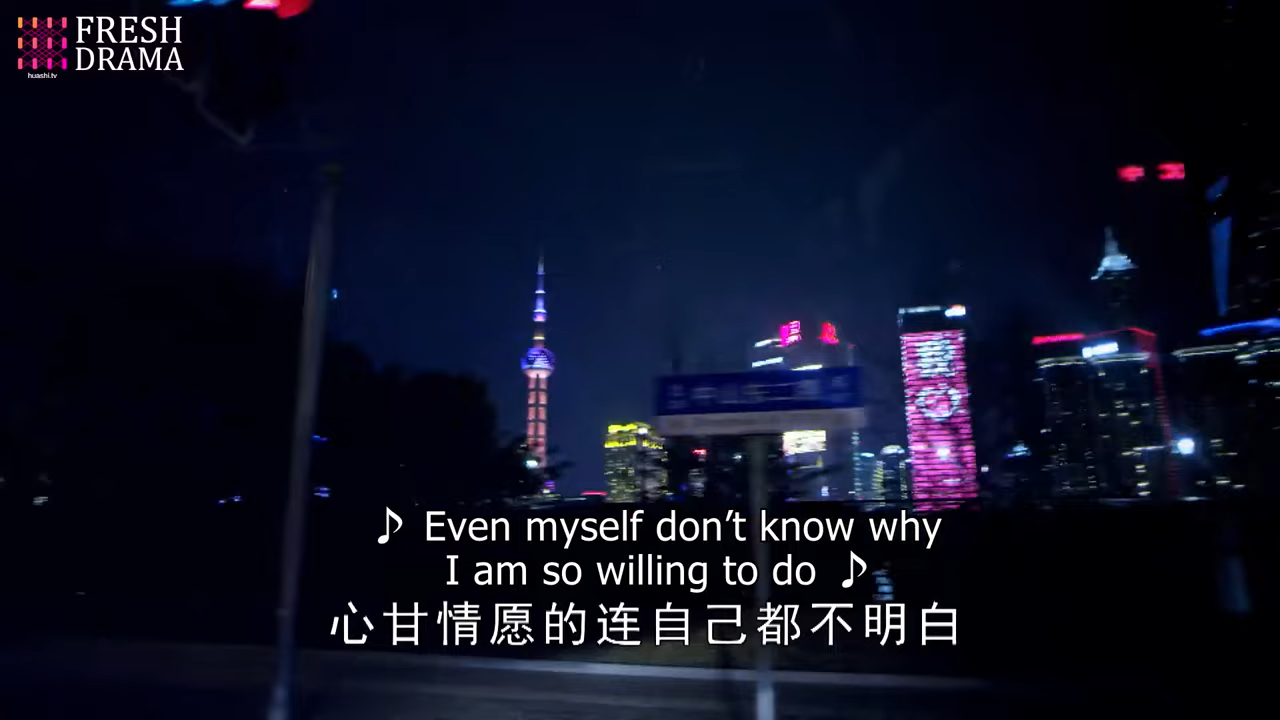 FRESH
DRAMA
huashi.tv
♪ Even myself don't know why
I am so willing to do ♪
心甘情愿的连自己都不明白